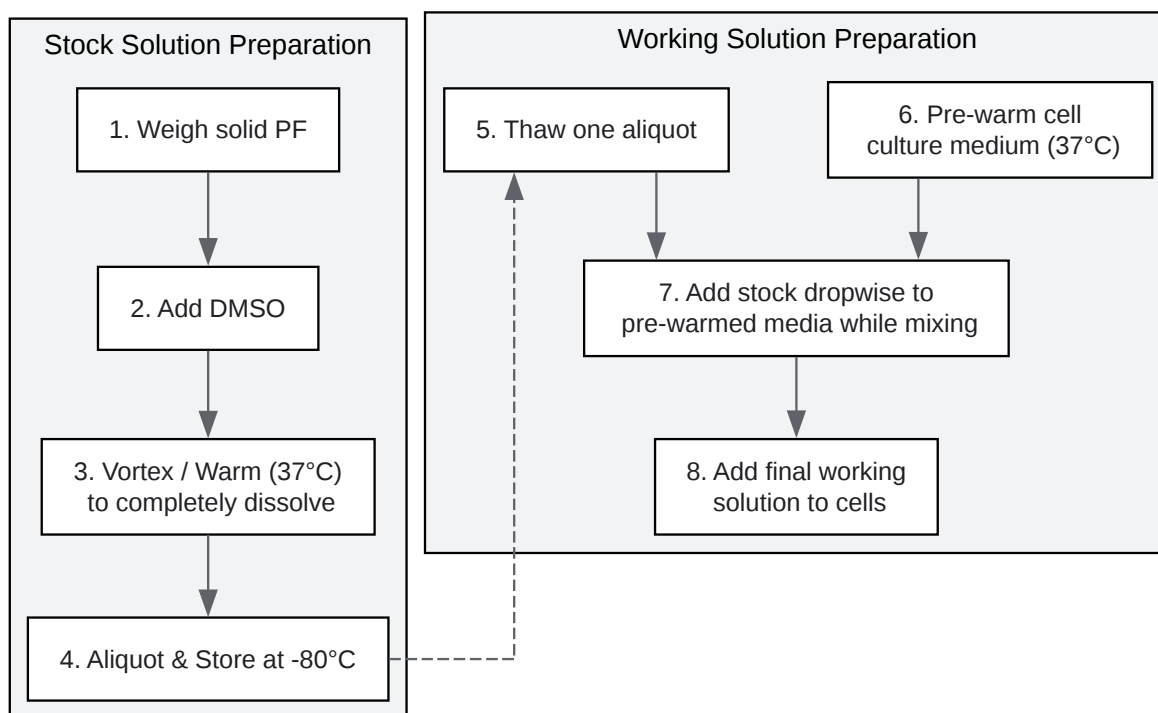 Stock Solution Preparation
1. Weigh solid PF
2. Add DMSO
3. Vortex / Warm (37°C)
to completely dissolve
4. Aliquot & Store at -80°C
Working Solution Preparation
5. Thaw one aliquot
6. Pre-warm cell
culture medium (37°C)
7. Add stock dropwise to
pre-warmed media while mixing
8. Add final working
solution to cells